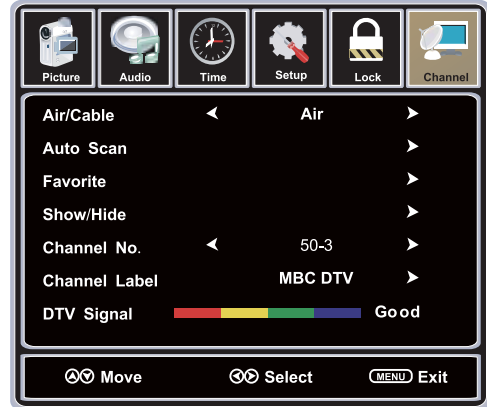 Picture Audio Time Setup Lock Channel
Air/Cable Air
Auto Scan
Favorite
Show/Hide
Channel No. 50-3
Channel Label MBC DTV
DTV Signal Good
Move Select MENU Exit